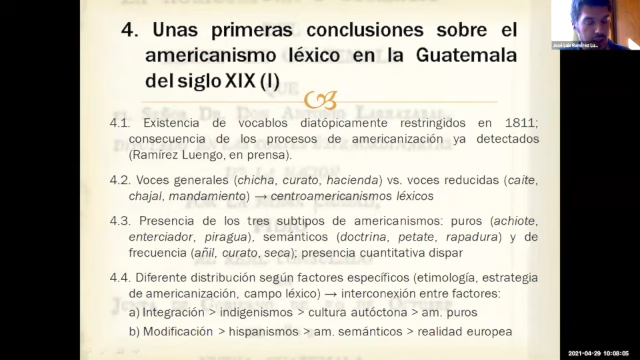 4. Unas primeras conclusiones sobre el
americanismo léxico en la Guatemala
del siglo XIX (I)
4.1. Existencia de vocablos diatópicamente restringidos en 1811;
consecuencia de los procesos de americanización ya detectados
(Ramírez Luengo, en prensa).
4.2. Voces generales (chicha, curato, hacienda) vs. voces reducidas (caite,
chajal, mandamiento) → centroamericanismos léxicos
4.3. Presencia de los tres subtipos de americanismos: puros (achiote,
enterciador, piragua), semánticos (doctrina, petate, rapadura) y de
frecuencia (añil, curato, seca); presencia cuantitativa dispar
4.4. Diferente distribución según factores específicos (etimología, estrategia
de americanización, campo léxico) → interconexión entre factores:
a) Integración > indigenismos > cultura autóctona > am. puros
b) Modificación > hispanismos > am. semánticos > realidad europea
José Luis Ramírez Lu...
2021-04-29 10:08:05